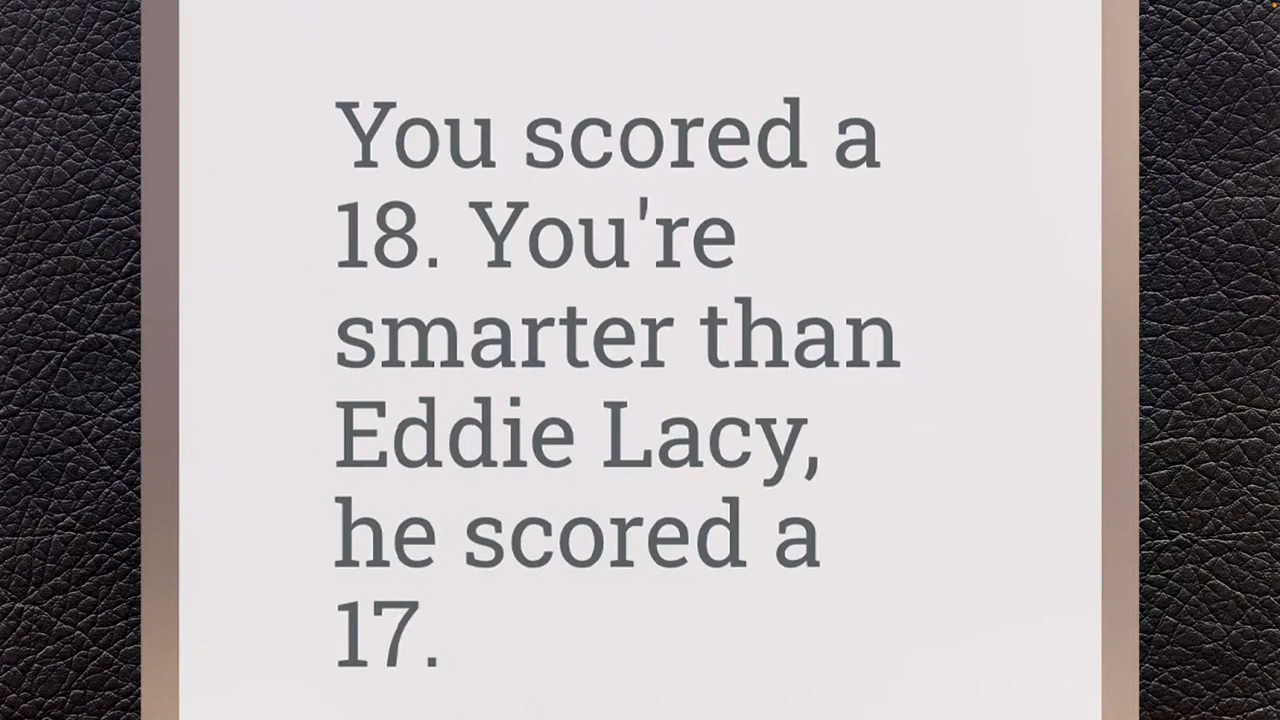 You scored a
18. You're
smarter than
Eddie Lacy,
he scored a
17.